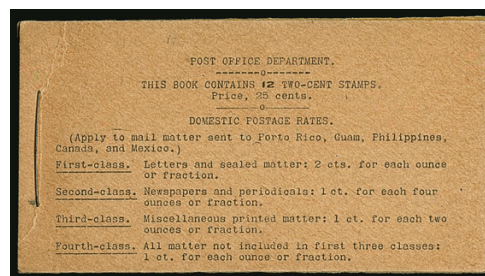 POST OFFICE DEPARTMENT.
-------o-------
THIS BOOK CONTAINS 12 TWO-CENT STAMPS.
Price, 25 cents.
o
DOMESTIC POSTAGE RATES.
(Apply to mail matter sent to Porto Rico, Guam, Philippines,
Canada, and Mexico.)
First-class. Letters and sealed matter: 2 cts. for each ounce
or fraction.
Second-class. Newspapers and periodicals: 1 ct. for each four
ounces or fraction.
Third-class. Miscellaneous printed matter: 1 ct. for each two
ounces or fraction.
Fourth-class. All matter not included in first three classes:
1 ct. for each ounce or fraction.